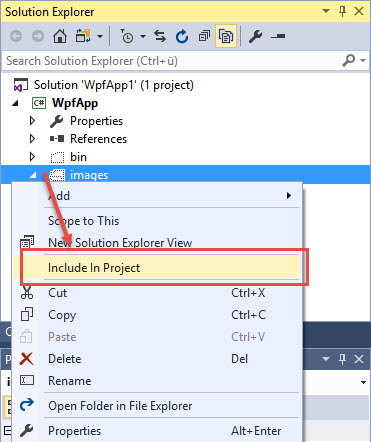 Solution Explorer
Search Solution Explorer (Ctrl+ü)
Solution 'WpfApp1' (1 project)
C# WpfApp
Properties
References
bin
images
Add
Scope to This
New Solution Explorer View
Include In Project
Cut Ctrl+X
Copy Ctrl+C
Paste Ctrl+V
Delete Del
Rename
Open Folder in File Explorer
Properties Alt+Enter